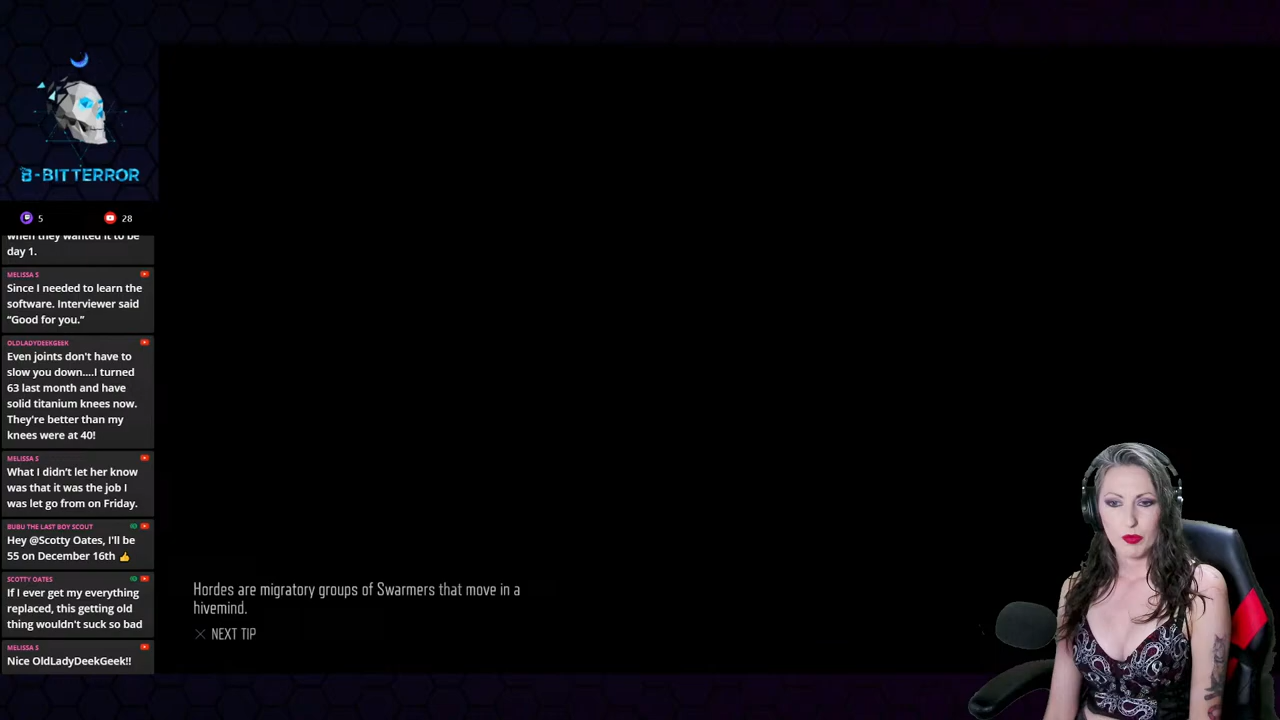 8-BITTERROR
5
28
when they wanted it to be
day 1.
MELISSA S
Since I needed to learn the
software. Interviewer said
“Good for you.”
OLDLADYDEEKGEEK
Even joints don't have to
slow you down....I turned
63 last month and have
solid titanium knees now.
They're better than my
knees were at 40!
MELISSA S
What I didn’t let her know
was that it was the job I
was let go from on Friday.
BUBU THE LAST BOY SCOUT
Hey @Scotty Oates, I'll be
55 on December 16th 👍
SCOTTY OATES
If I ever get my everything
replaced, this getting old
thing wouldn't suck so bad
MELISSA S
Nice OldLadyDeekGeek!!
Hordes are migratory groups of Swarmers that move in a
hivemind.
NEXT TIP